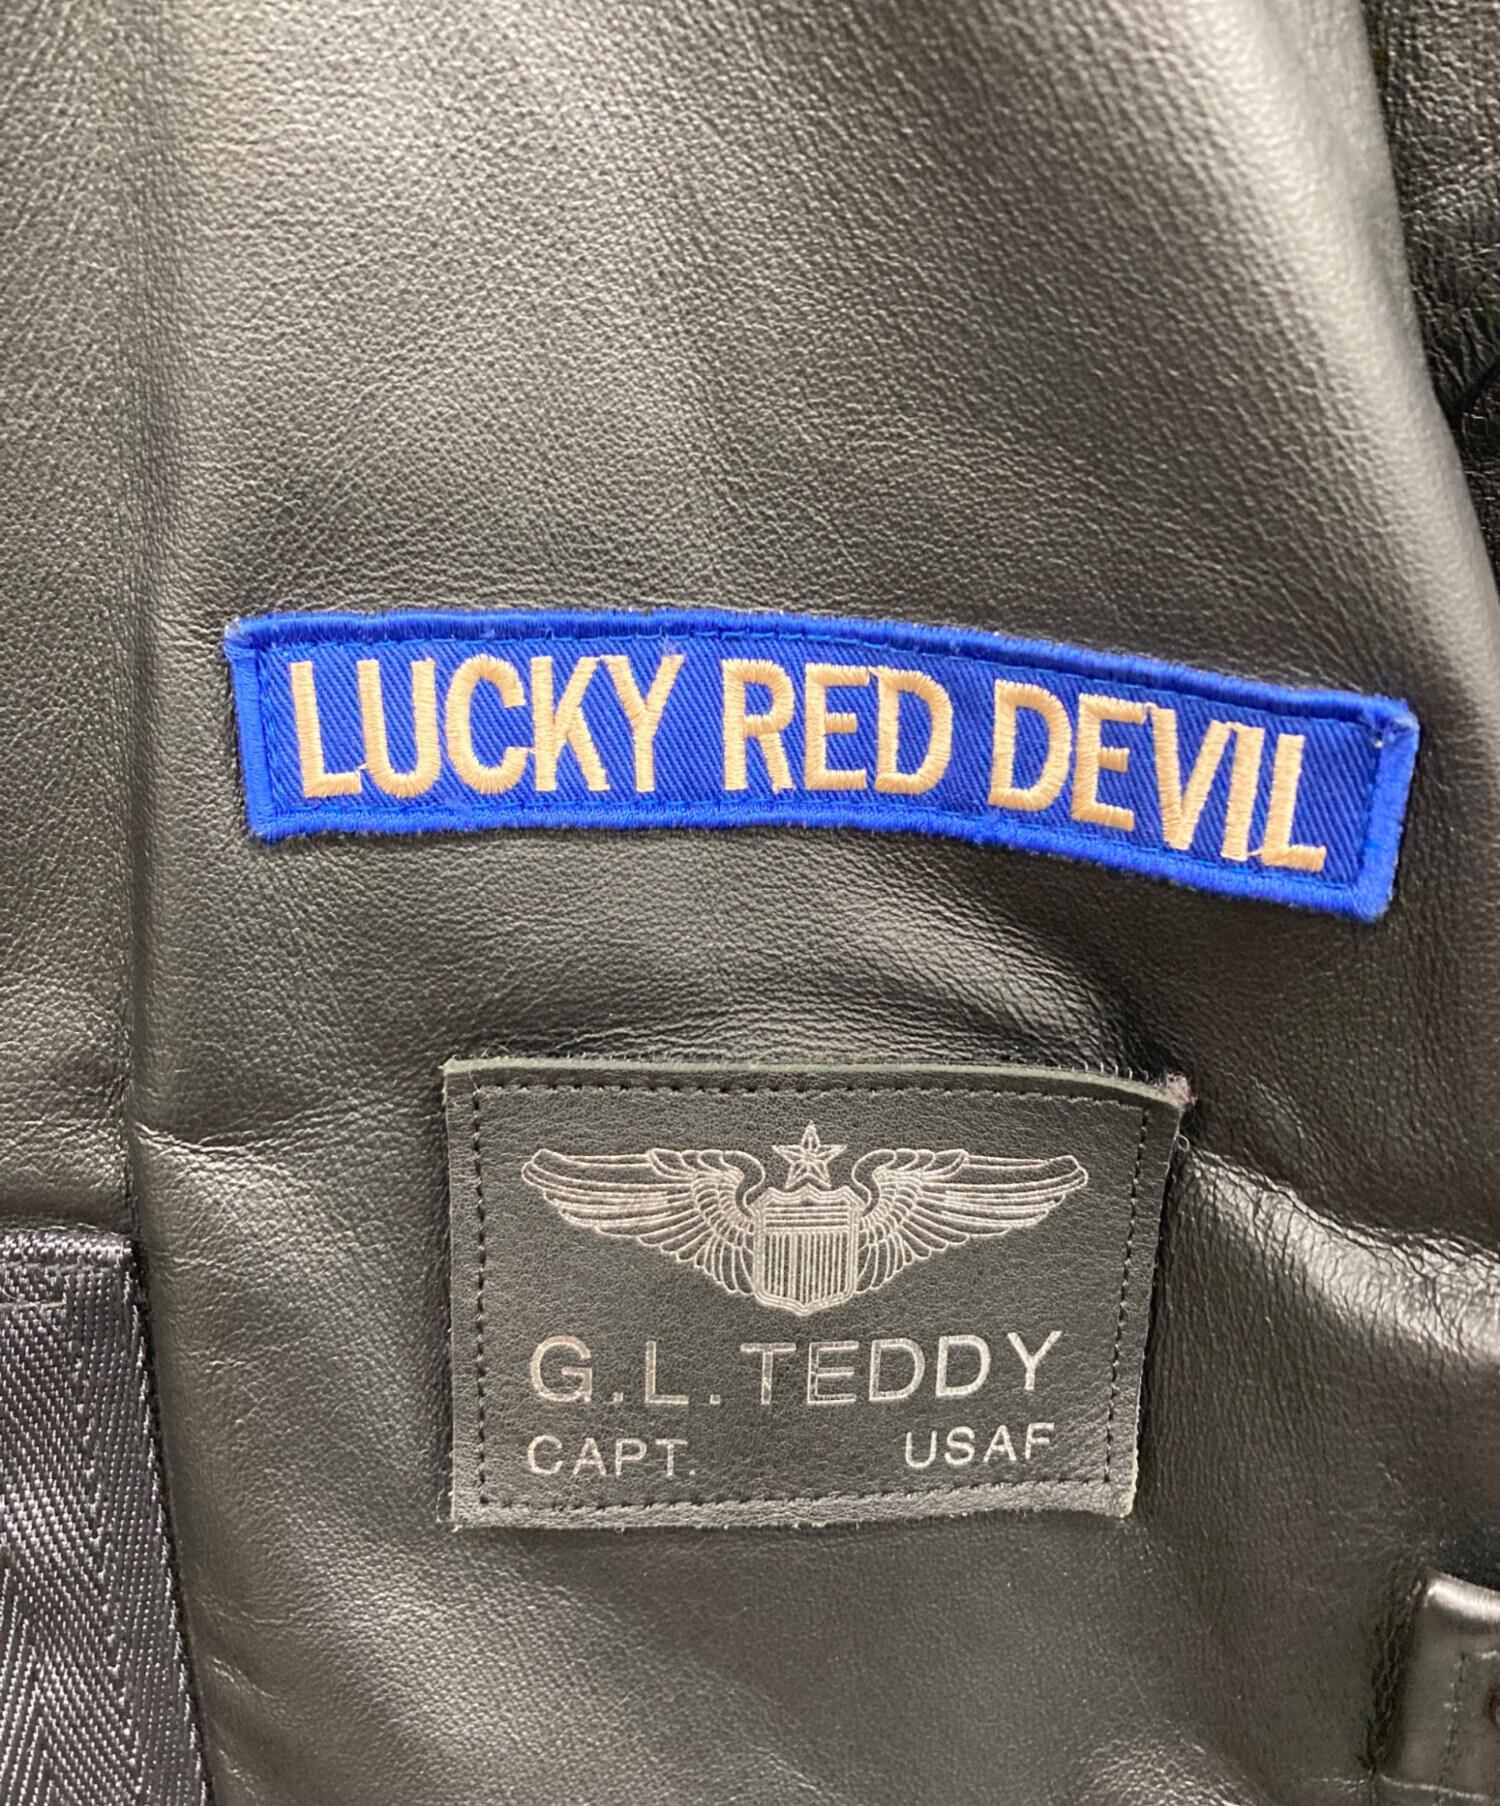 LUCKY RED DEVIL
G.L.TEDDY
CAPT. USAF